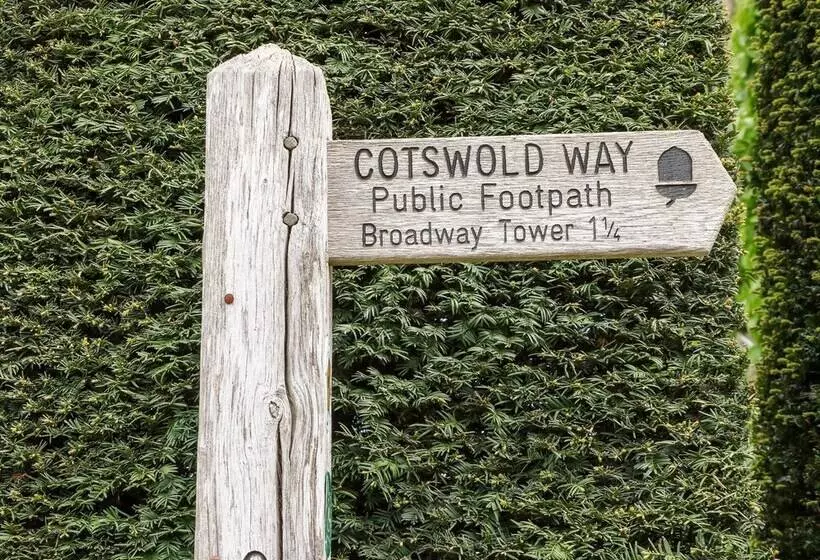 COTSWOLD WAY
Public Footpath
Broadway Tower 1¼